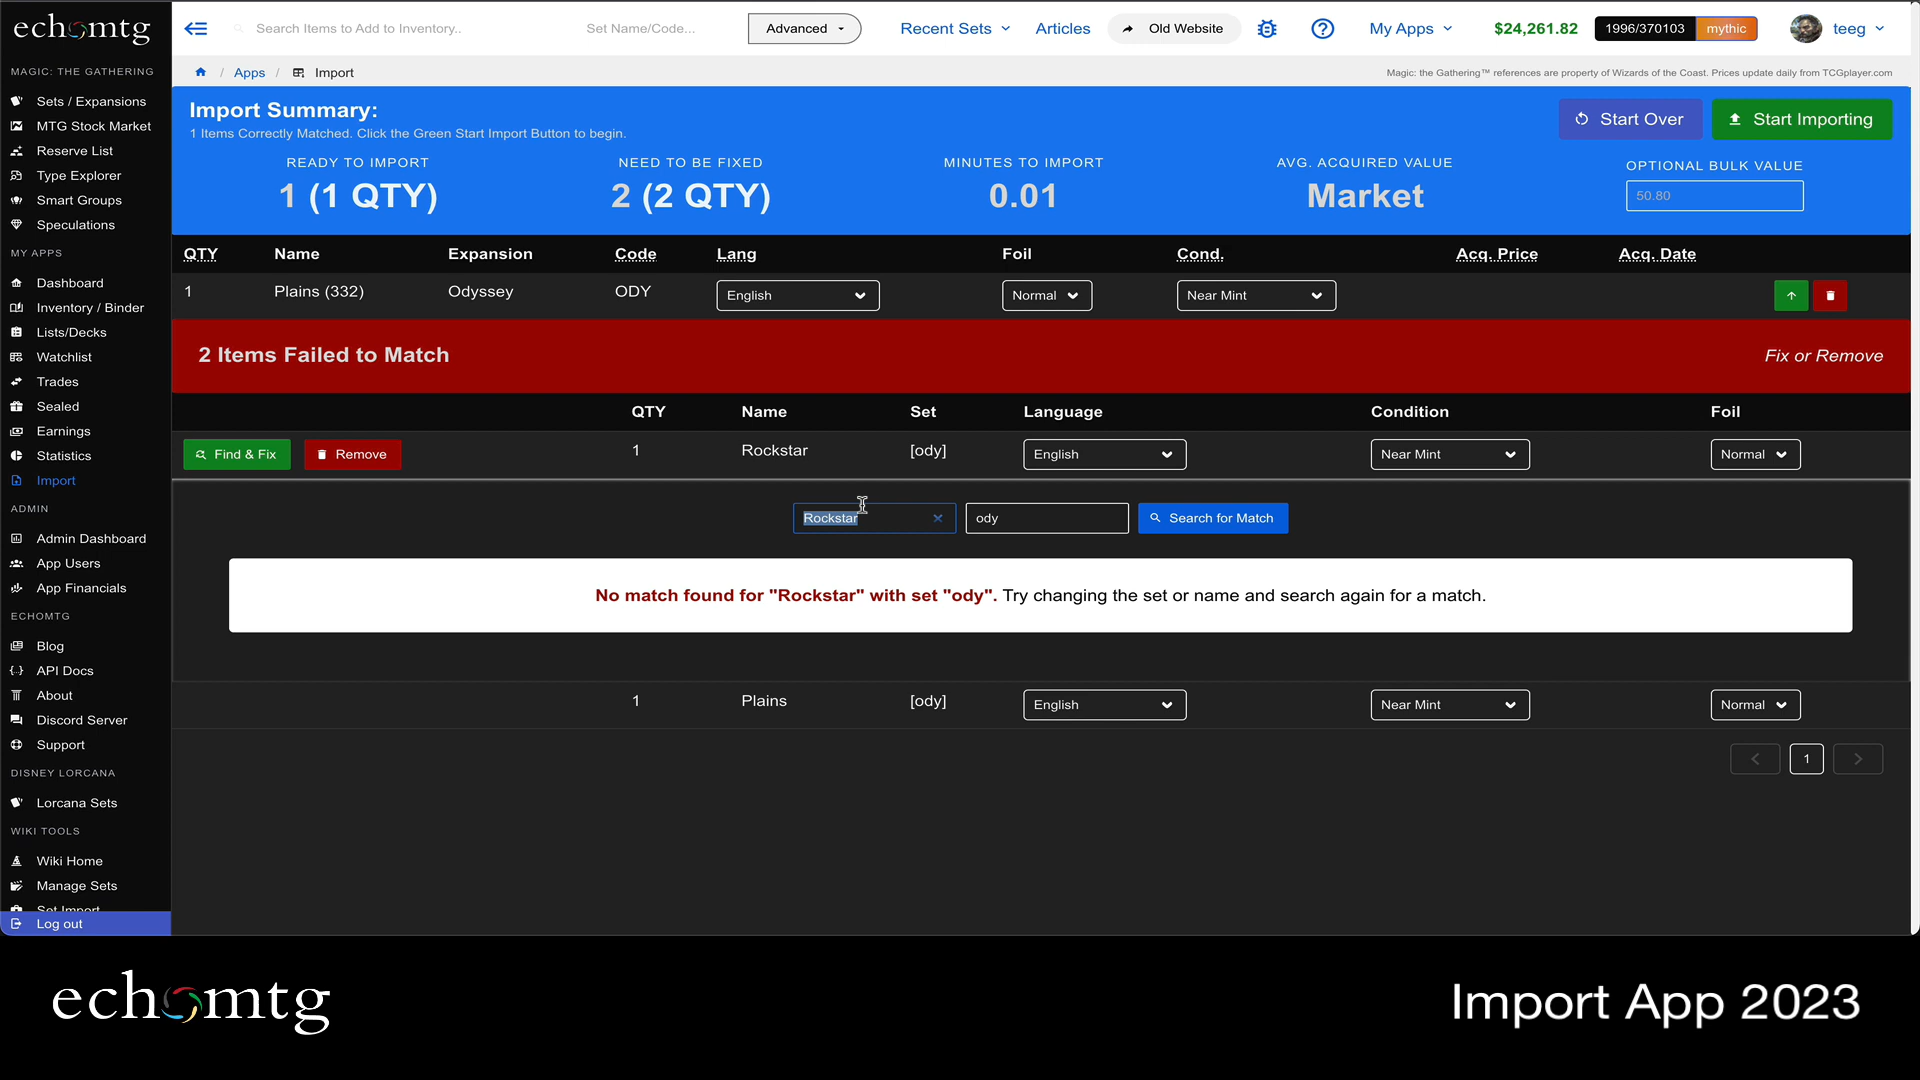 echomtg
Search Items to Add to Inventory.. Set Name/Code... Advanced Recent Sets Articles Old Website My Apps $24,261.82 1996/370103 mythic teeg
/ Apps / Import Magic: the Gathering™ references are property of Wizards of the Coast. Prices update daily from TCGplayer.com
MAGIC: THE GATHERING
Sets / Expansions
MTG Stock Market
Reserve List
Type Explorer
Smart Groups
Speculations
MY APPS
Dashboard
Inventory / Binder
Lists/Decks
Watchlist
Trades
Sealed
Earnings
Statistics
Import
ADMIN
Admin Dashboard
App Users
App Financials
ECHOMTG
Blog
API Docs
About
Discord Server
Support
DISNEY LORCANA
Lorcana Sets
WIKI TOOLS
Wiki Home
Manage Sets
Set Import
Log out
Import Summary:
1 Items Correctly Matched. Click the Green Start Import Button to begin.
Start Over Start Importing
READY TO IMPORT NEED TO BE FIXED MINUTES TO IMPORT AVG. ACQUIRED VALUE OPTIONAL BULK VALUE
1 (1 QTY) 2 (2 QTY) 0.01 Market 50.80
QTY Name Expansion Code Lang Foil Cond. Acq. Price Acq. Date
1 Plains (332) Odyssey ODY English Normal Near Mint
2 Items Failed to Match Fix or Remove
QTY Name Set Language Condition Foil
Find & Fix Remove 1 Rockstar [ody] English Near Mint Normal
Rockstar ody Search for Match
No match found for "Rockstar" with set "ody". Try changing the set or name and search again for a match.
1 Plains [ody] English Near Mint Normal
1
echomtg Import App 2023